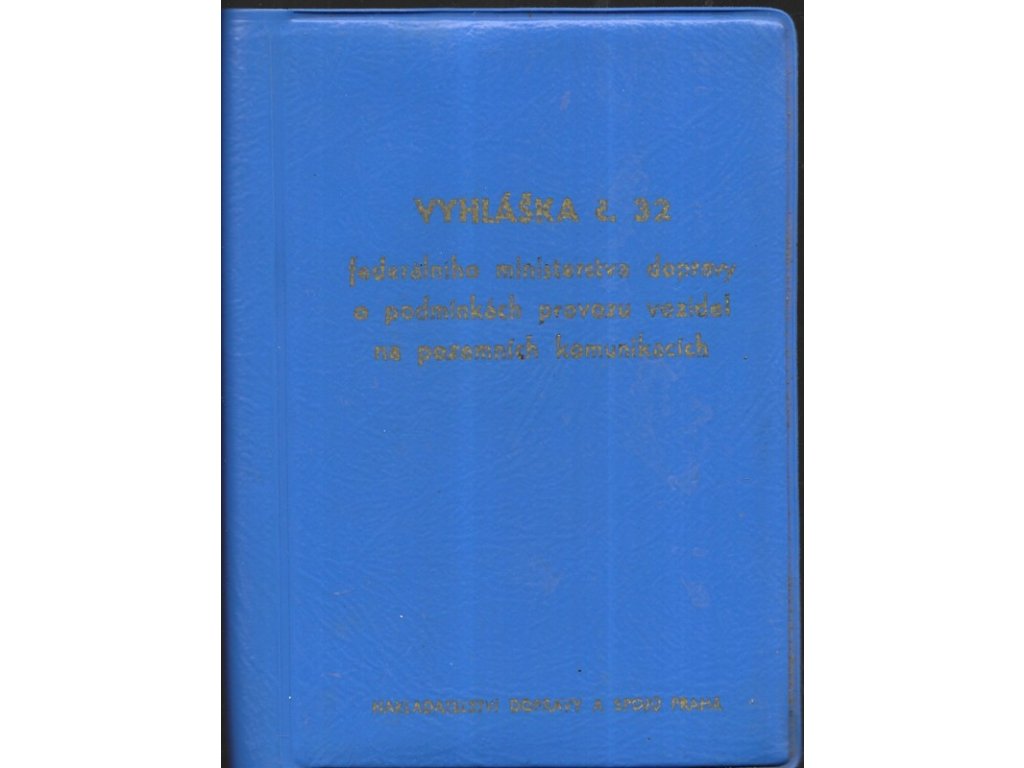 VYHLÁŠKA č. 32
federálního ministerstva dopravy
o podmínkách provozu vozidel
na pozemních komunikacích
NAKLADATELSTVÍ DOPRAVY A SPOJŮ PRAHA